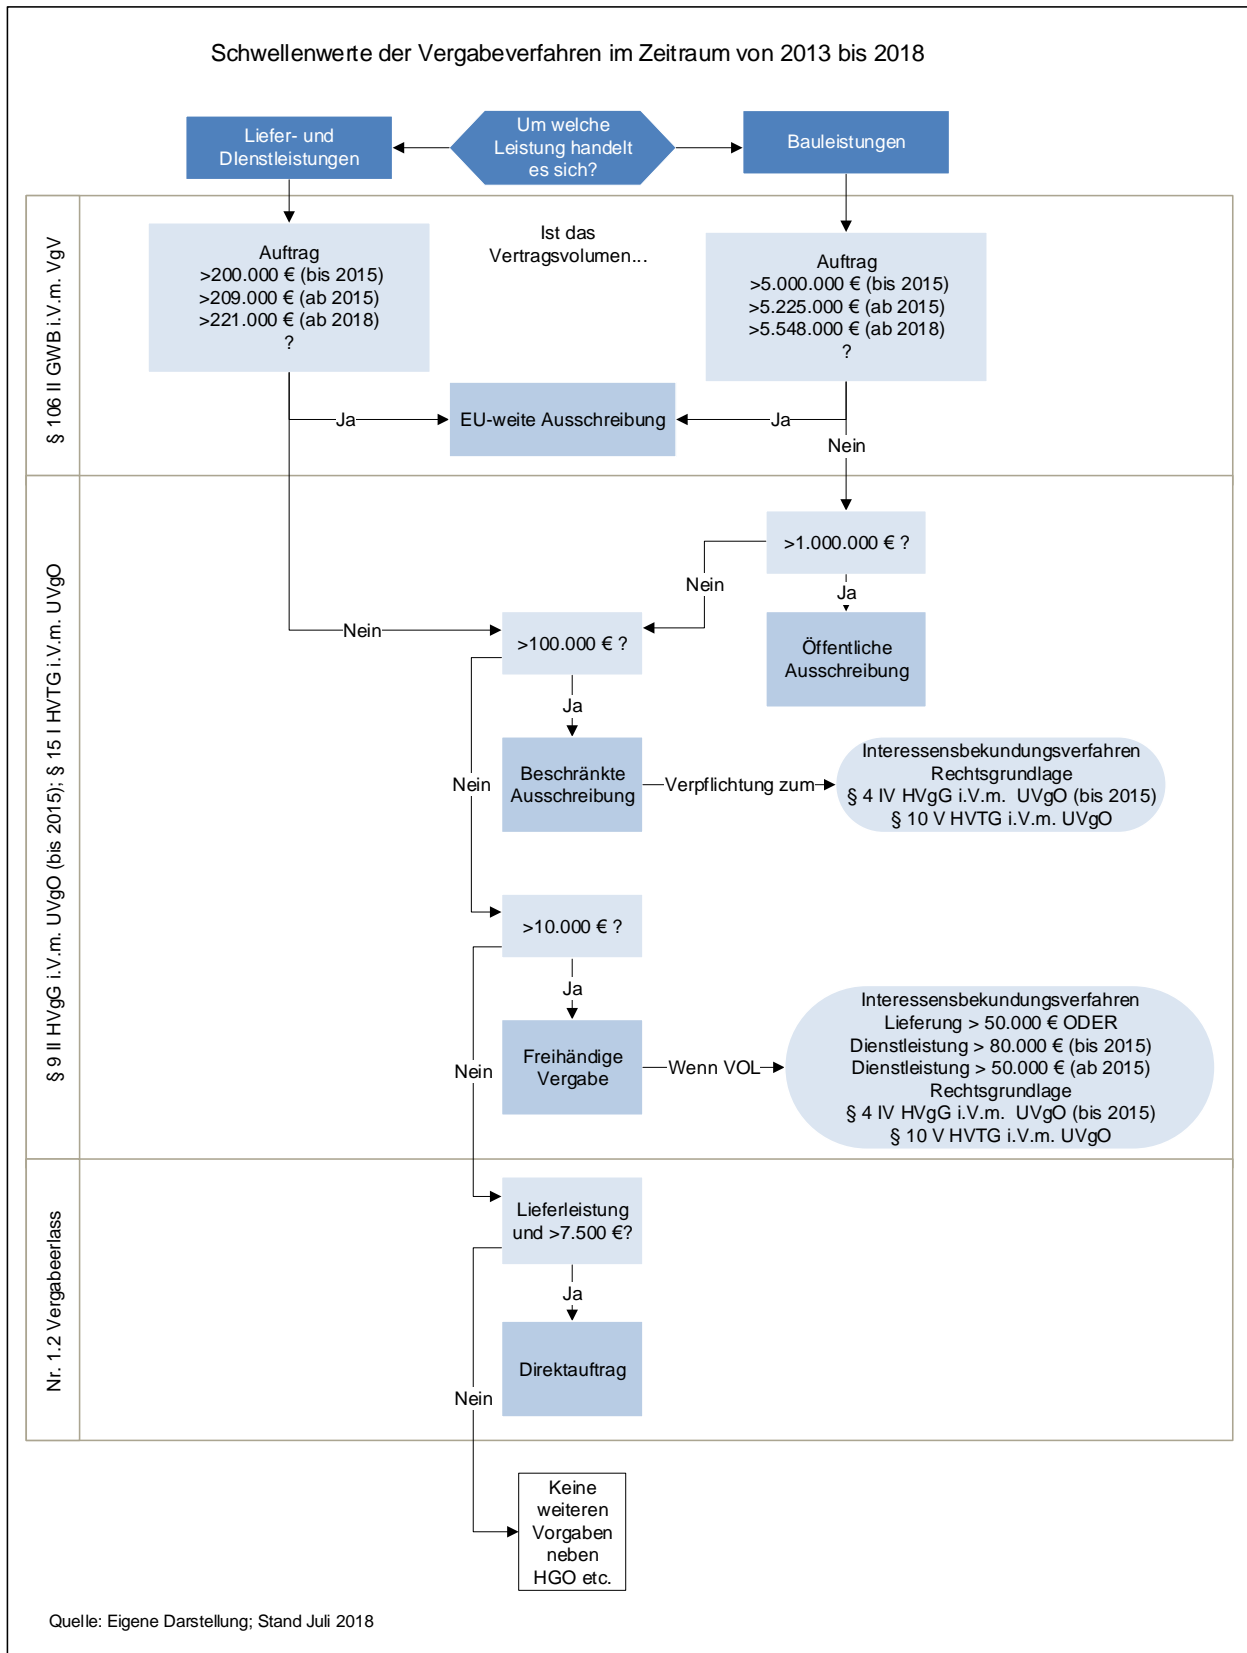 Schwellenwerte der Vergabeverfahren im Zeitraum von 2013 bis 2018
Liefer- und
DIenstleistungen
Um welche
Leistung handelt
es sich?
Bauleistungen
§ 106 II GWB i.V.m. VgV
Auftrag
>200.000 € (bis 2015)
>209.000 € (ab 2015)
>221.000 € (ab 2018)
?
Ist das
Vertragsvolumen...
Auftrag
>5.000.000 € (bis 2015)
>5.225.000 € (ab 2015)
>5.548.000 € (ab 2018)
?
Ja
EU-weite Ausschreibung
Ja
Nein
§ 9 II HVgG i.V.m. UVgO (bis 2015); § 15 I HVTG i.V.m. UVgO
>1.000.000 € ?
Nein
Ja
Nein
>100.000 € ?
Öffentliche
Ausschreibung
Ja
Nein
Beschränkte
Ausschreibung
Verpflichtung zum
Interessensbekundungsverfahren
Rechtsgrundlage
§ 4 IV HVgG i.V.m. UVgO (bis 2015)
§ 10 V HVTG i.V.m. UVgO
>10.000 € ?
Ja
Nein
Freihändige
Vergabe
Wenn VOL
Interessensbekundungsverfahren
Lieferung > 50.000 € ODER
Dienstleistung > 80.000 € (bis 2015)
Dienstleistung > 50.000 € (ab 2015)
Rechtsgrundlage
§ 4 IV HVgG i.V.m. UVgO (bis 2015)
§ 10 V HVTG i.V.m. UVgO
Nr. 1.2 Vergabeerlass
Lieferleistung
und >7.500 €?
Ja
Direktauftrag
Nein
Keine
weiteren
Vorgaben
neben
HGO etc.
Quelle: Eigene Darstellung; Stand Juli 2018